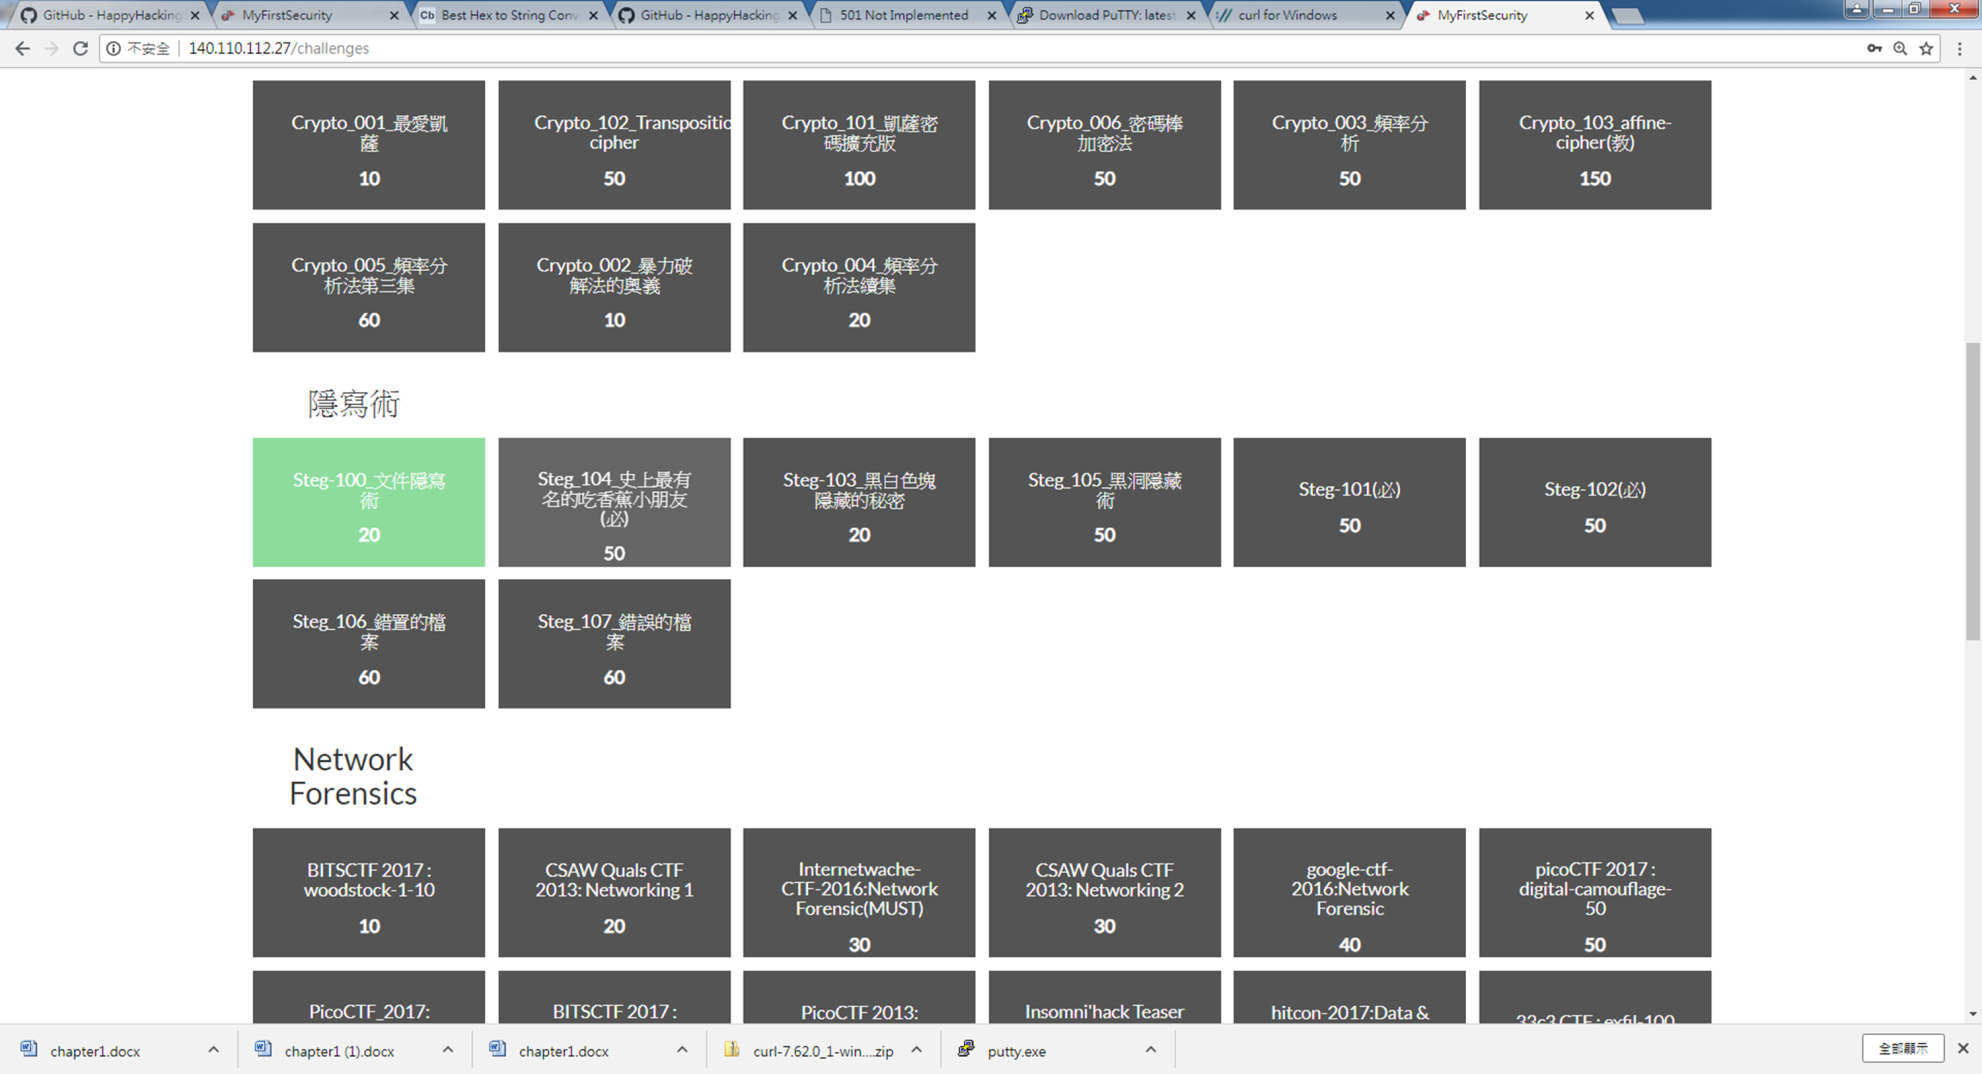 GitHub - HappyHacking
MyFirstSecurity
Cb Best Hex to String Conv
GitHub - HappyHacking
501 Not Implemented
Download PuTTY: latest
curl for Windows
MyFirstSecurity
不安全 140.110.112.27/challenges
Crypto_001_最愛凱
薩
10
Crypto_102_Transpositio
cipher
50
Crypto_101_凱薩密
碼擴充版
100
Crypto_006_密碼棒
加密法
50
Crypto_003_頻率分
析
50
Crypto_103_affine-
cipher(教)
150
Crypto_005_頻率分
析法第三集
60
Crypto_002_暴力破
解法的奧義
10
Crypto_004_頻率分
析法續集
20
隱寫術
Steg-100_文件隱寫
術
20
Steg_104_史上最有
名的吃香蕉小朋友
(必)
50
Steg-103_黑白色塊
隱藏的秘密
20
Steg_105_黑洞隱藏
術
50
Steg-101(必)
50
Steg-102(必)
50
Steg_106_錯置的檔
案
60
Steg_107_錯誤的檔
案
60
Network
Forensics
BITSCTF 2017 :
woodstock-1-10
10
CSAW Quals CTF
2013: Networking 1
20
Internetwache-
CTF-2016:Network
Forensic(MUST)
30
CSAW Quals CTF
2013: Networking 2
30
google-ctf-
2016:Network
Forensic
40
picoCTF 2017 :
digital-camouflage-
50
50
PicoCTF_2017:
BITSCTF 2017 :
PicoCTF 2013:
Insomni'hack Teaser
hitcon-2017:Data &
33c3 CTF : exfil-100
chapter1.docx
chapter1 (1).docx
chapter1.docx
curl-7.62.0_1-win....zip
putty.exe
全部顯示